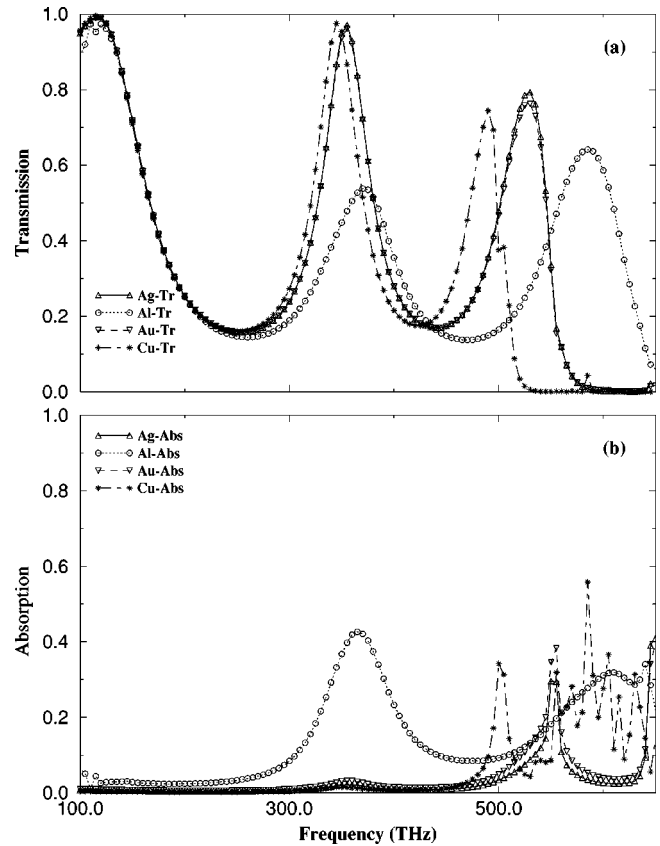 1.0
(a)
0.8
0.6
Transmission
0.4
Ag-Tr
Al-Tr
0.2
Au-Tr
Cu-Tr
0.0
1.0
Ag-Abs
(b)
Al-Abs
0.8
Au-Abs
Cu-Abs
0.6
Absorption
0.4
0.2
0.0
100.0 300.0 500.0
Frequency (THz)